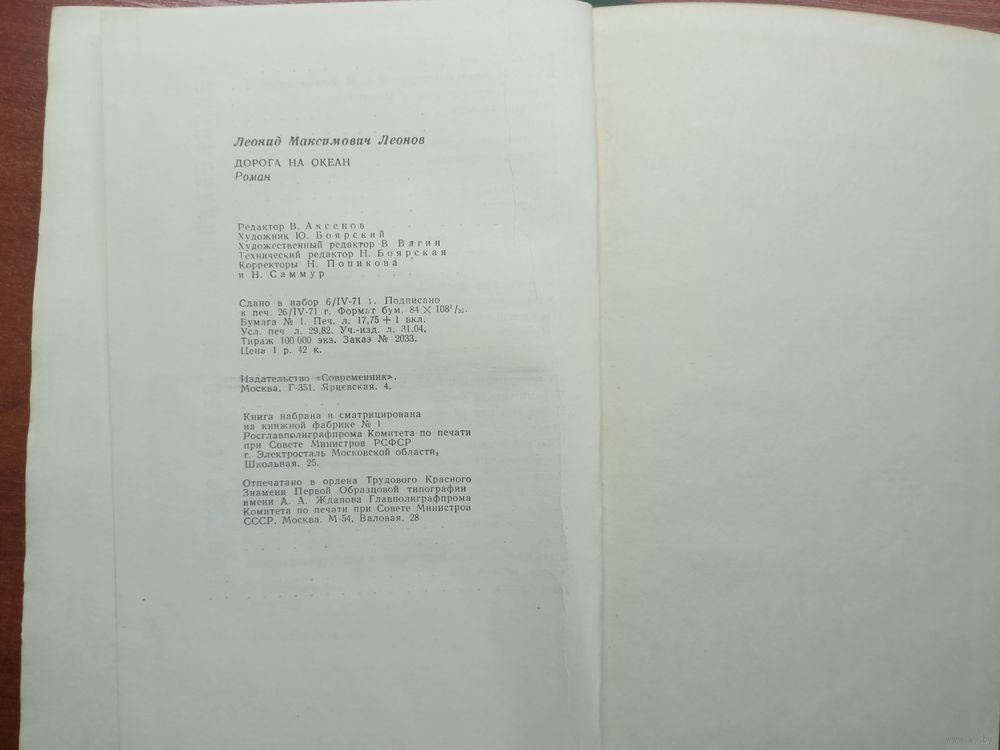 Леонид Максимович Леонов
ДОРОГА НА ОКЕАН
Роман
Редактор В. Аксенов
Художник Ю. Боярский
Художественный редактор В Вягин
Технический редактор Н. Боярская
Корректоры Н. Попикова
и Н. Саммур
Сдано в набор 6/IV-71 г. Подписано
к печ. 26/IV-71 г. Формат бум. 84 × 108¹/₃₂.
Бумага № 1. Печ. л. 17,75 + 1 вкл.
Усл. печ. л. 29,82. Уч.-изд. л. 31.04,
Тираж 100 000 экз. Заказ № 2033.
Цена 1 р. 42 к.
Издательство «Современник».
Москва, Г-351, Ярцевская, 4.
Книга набрана и сматрицирована
на книжной фабрике № 1
Росглавполиграфпрома Комитета по печати
при Совете Министров РСФСР
г. Электросталь Московской области,
Школьная, 25.
Отпечатано в ордена Трудового Красного
Знамени Первой Образцовой типографии
имени А. А. Жданова Главполиграфпрома
Комитета по печати при Совете Министров
СССР. Москва. М-54, Валовая, 28